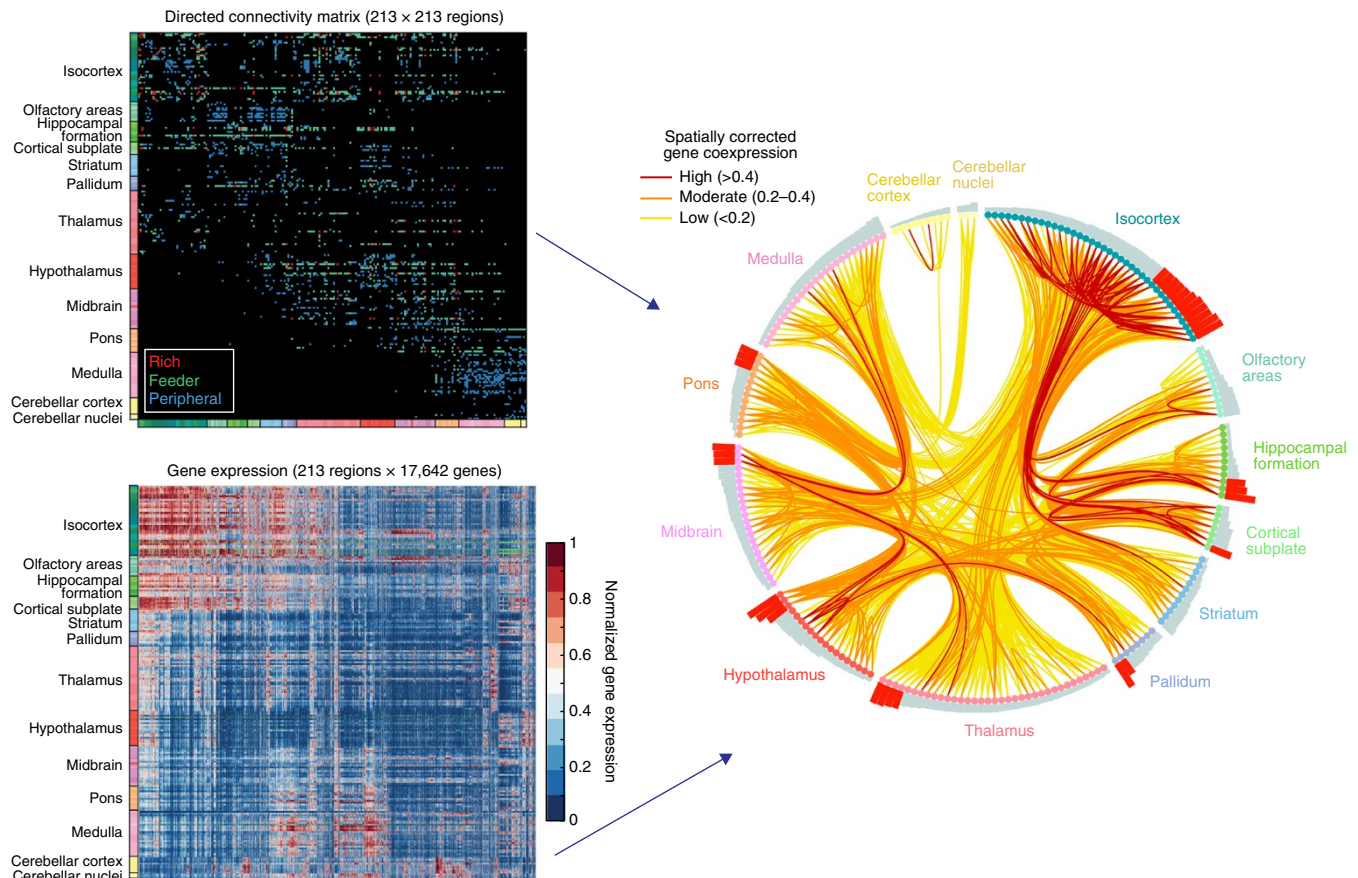 Directed connectivity matrix (213 × 213 regions)
Isocortex
Olfactory areas
Hippocampal
formation
Cortical subplate
Striatum
Pallidum
Thalamus
Hypothalamus
Midbrain
Pons
Medulla
Cerebellar cortex
Cerebellar nuclei
Rich
Feeder
Peripheral
Gene expression (213 regions × 17,642 genes)
Isocortex
Olfactory areas
Hippocampal
formation
Cortical subplate
Striatum
Pallidum
Thalamus
Hypothalamus
Midbrain
Pons
Medulla
Cerebellar cortex
Cerebellar nuclei
1
0.8
0.6
0.4
0.2
0
Normalized gene expression
Spatially corrected
gene coexpression
High (>0.4)
Moderate (0.2–0.4)
Low (<0.2)
Cerebellar
cortex
Cerebellar
nuclei
Isocortex
Olfactory
areas
Hippocampal
formation
Cortical
subplate
Striatum
Pallidum
Thalamus
Hypothalamus
Midbrain
Pons
Medulla